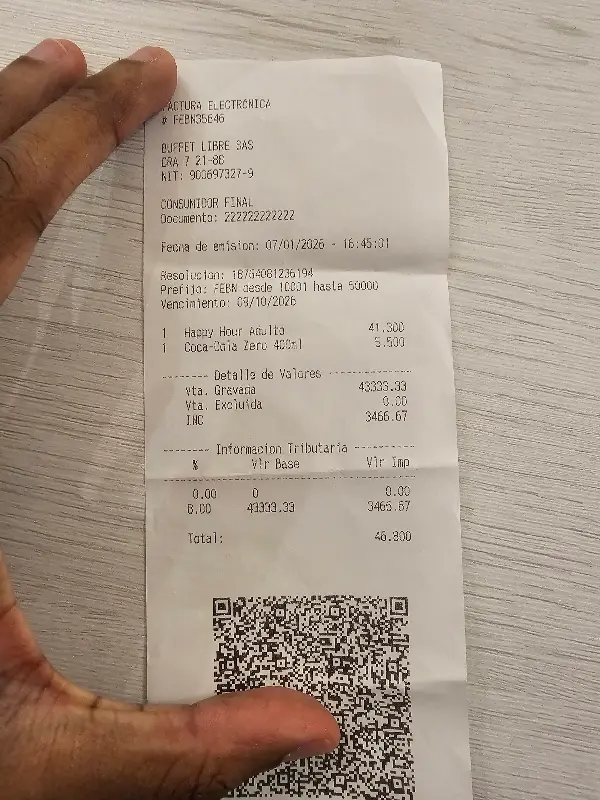 FACTURA ELECTRÓNICA
# FEBN35646
BUFFET LIBRE SAS
CRA 7 21-86
NIT: 900697327-9
CONSUMIDOR FINAL
Documento: 222222222222
Fecha de emision: 07/01/2026 - 16:45:01
Resolucion: 18764081236194
Prefijo: FEBN desde 10001 hasta 50000
Vencimiento: 09/10/2026
1 Happy Hour Adulto 41.300
1 Coca-Cola Zero 400ml 5.500
-------- Detalle de Valores --------
Vta. Gravada 43333.33
Vta. Excluida 0.00
INC 3466.67
-------- Informacion Tributaria --------
% Vlr Base Vlr Imp
0.00 0 0.00
8.00 43333.33 3466.67
Total: 46.800